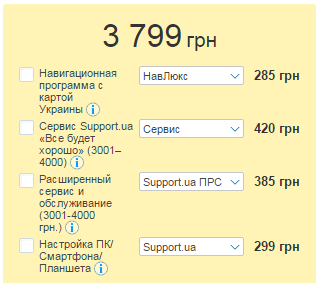 3 799 грн
Навигационная
программа с
картой
Украины
НавЛюкс
285 грн
Сервис Support.ua
«Все будет
хорошо» (3001–
4000)
Сервис
420 грн
Расширенный
сервис и
обслуживание
(3001-4000
грн.)
Support.ua ПРС
385 грн
Настройка ПК/
Смартфона/
Планшета
Support.ua
299 грн